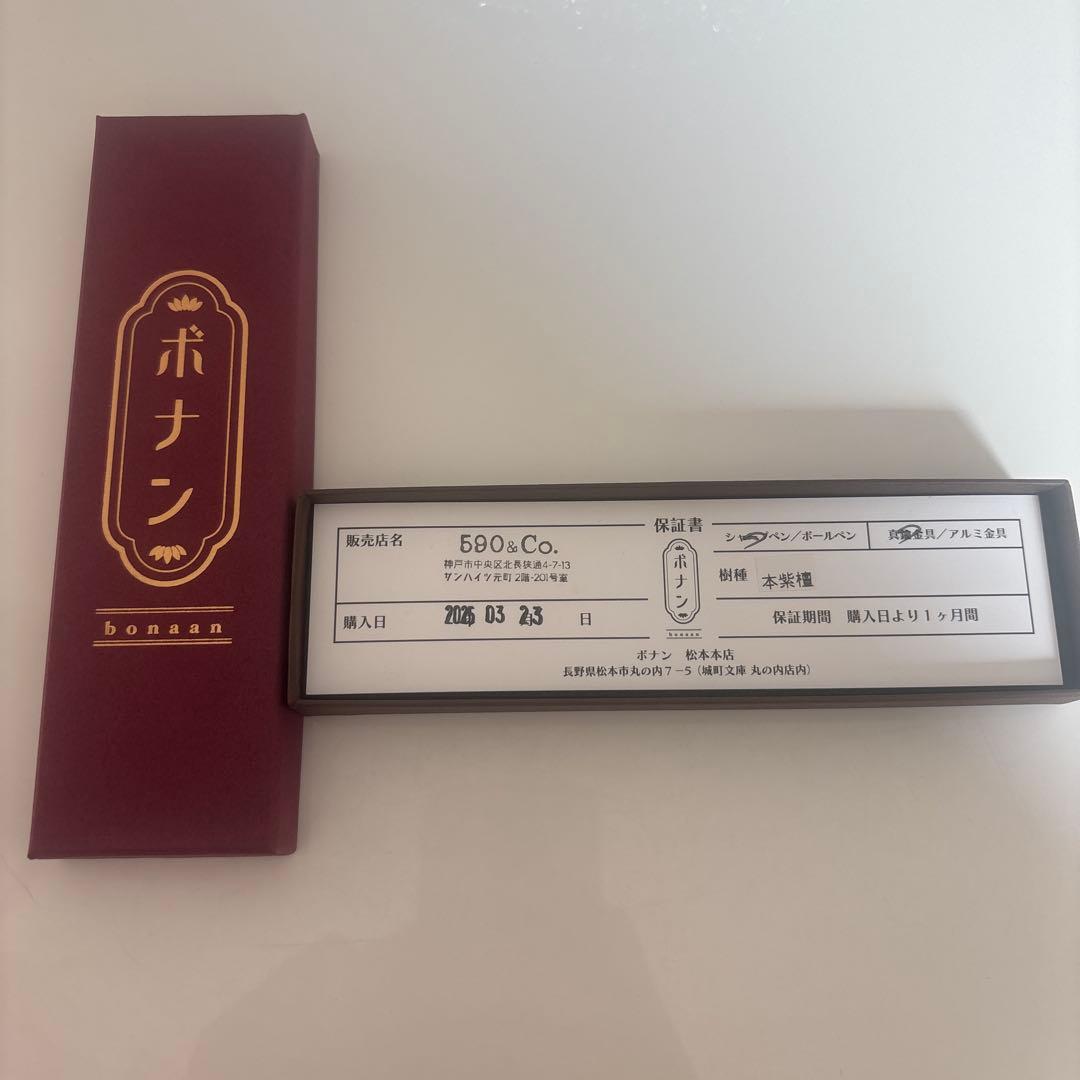 ボナン
bonaan
保証書
販売店名
590&Co.
神戸市中央区北長狭通4-7-13
サンハイツ元町 2階-201号室
購入日
03 23 日
ボナン
bonaan
シャープペン/ボールペン
真鍮金具/アルミ金具
樹種 本紫檀
保証期間 購入日より1ヶ月間
ボナン 松本本店
長野県松本市丸の内7-5(城町文庫 丸の内店内)